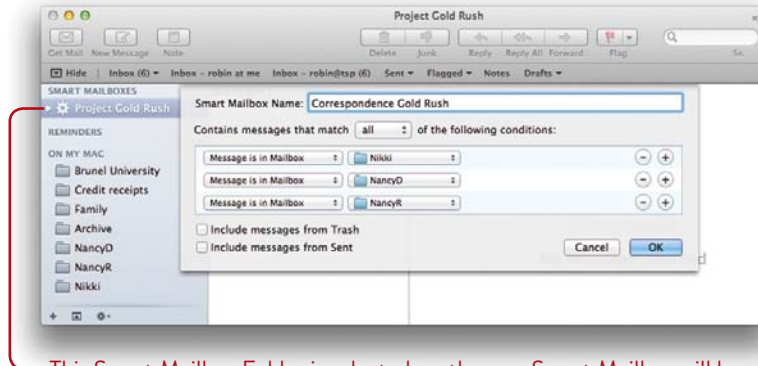 Project Gold Rush
Get Mail New Message Note Delete Junk Reply Reply All Forward Flag
Hide Inbox (6) Inbox – robin at me Inbox – robin@tsp (6) Sent Flagged Notes Drafts
SMART MAILBOXES
Project Gold Rush
REMINDERS
ON MY MAC
Brunel University
Credit receipts
Family
Archive
NancyD
NancyR
Nikki
Smart Mailbox Name: Correspondence Gold Rush
Contains messages that match all of the following conditions:
Message is in Mailbox Nikki
Message is in Mailbox NancyD
Message is in Mailbox NancyR
Include messages from Trash
Include messages from Sent
Cancel OK